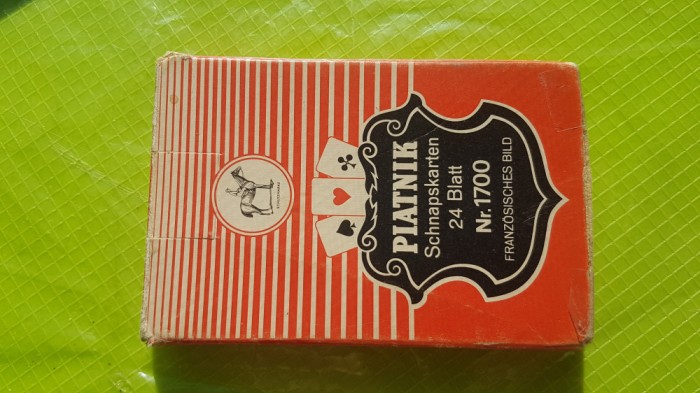 PIATNIK
Schnapskarten
24 Blatt
Nr. 1700
FRANZÖSISCHES BILD